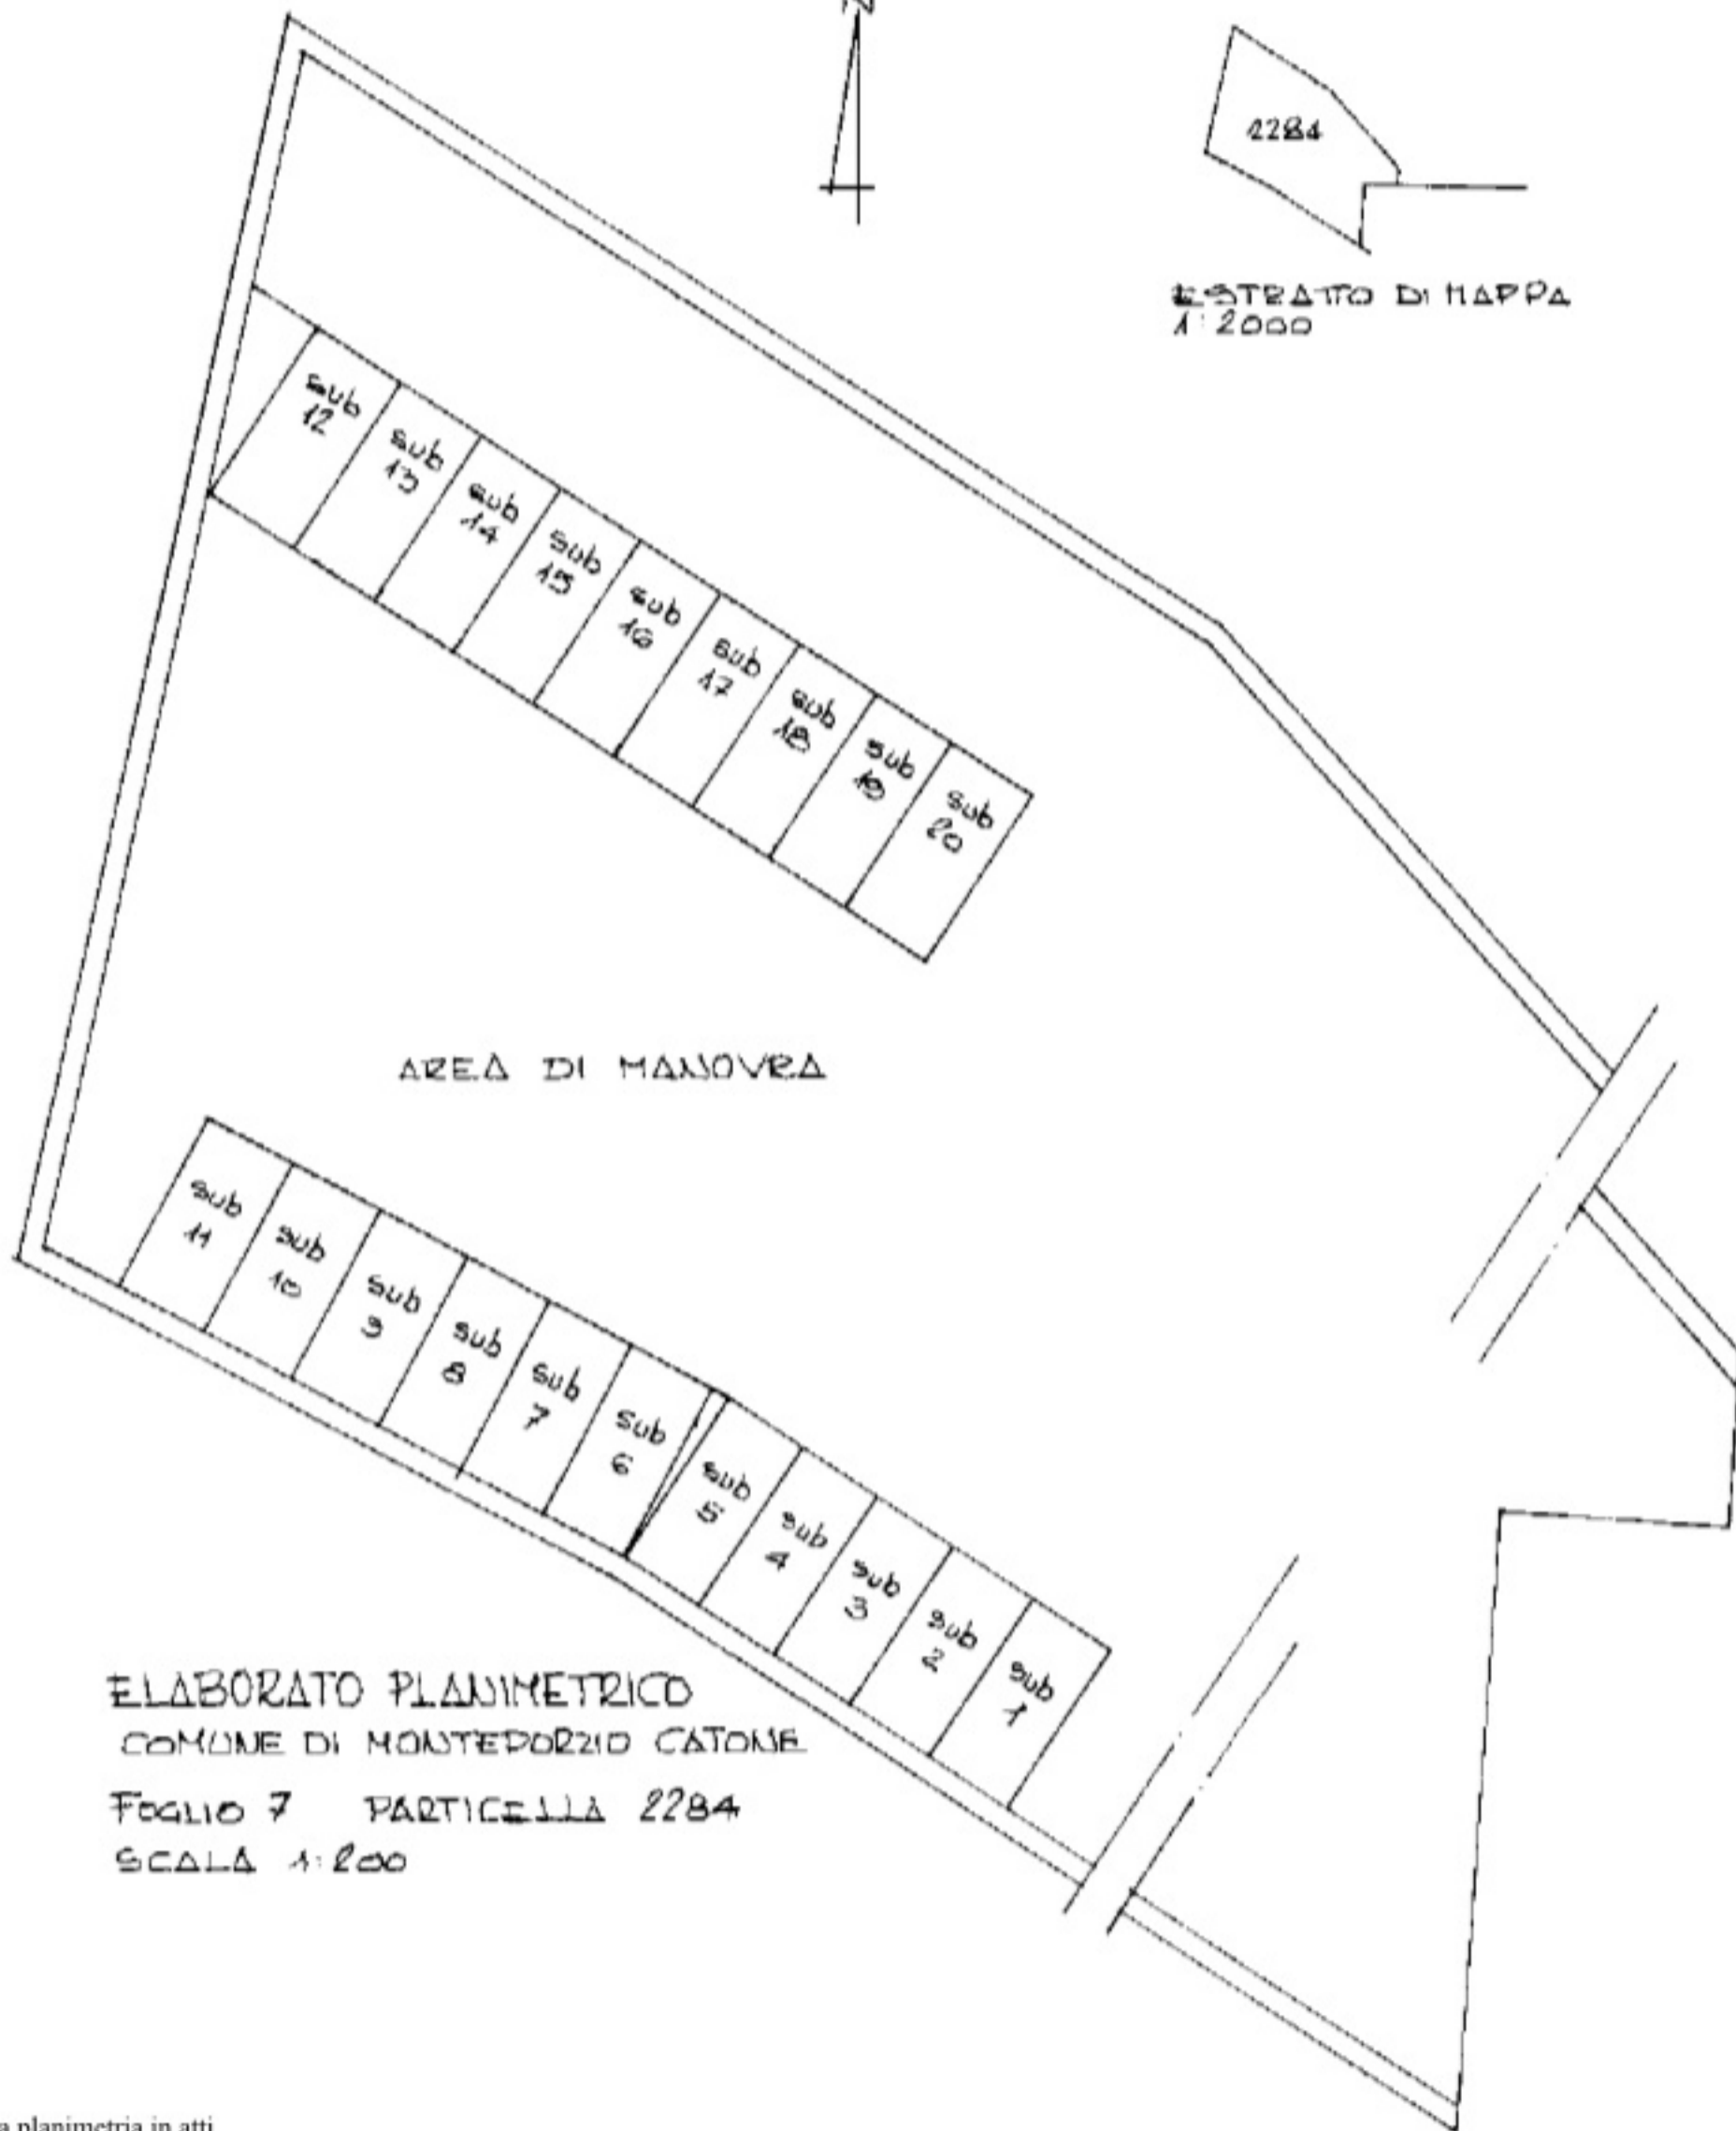 N
2284
ESTRATTO DI MAPPA
1:2000
sub
12
sub
13
sub
14
sub
15
sub
16
sub
17
sub
18
sub
19
sub
20
AREA DI MANOVRA
sub
11
sub
10
sub
9
sub
8
sub
7
sub
6
sub
5
sub
4
sub
3
sub
2
sub
1
ELABORATO PLANIMETRICO
COMUNE DI MONTEPORZIO CATONE
FOGLIO 7 PARTICELLA 2284
SCALA 1:200
a planimetria in atti